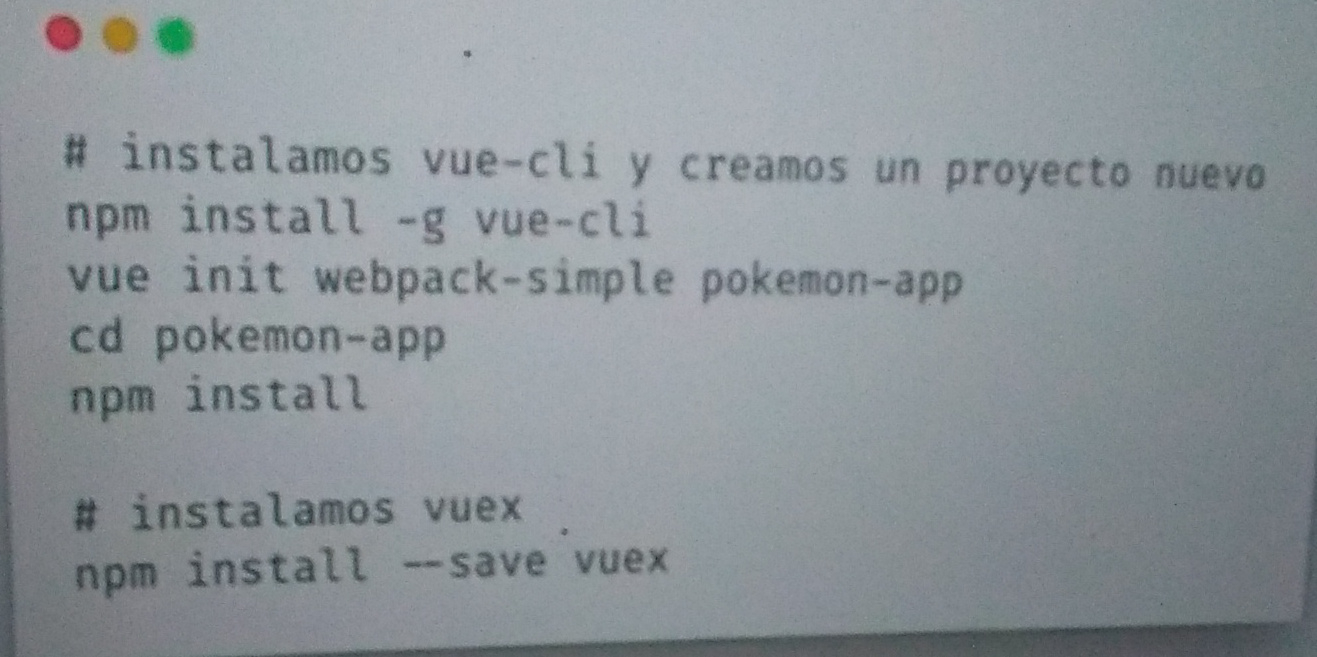 # instalamos vue-cli y creamos un proyecto nuevo
npm install -g vue-cli
vue init webpack-simple pokemon-app
cd pokemon-app
npm install
# instalamos vuex
npm install --save vuex